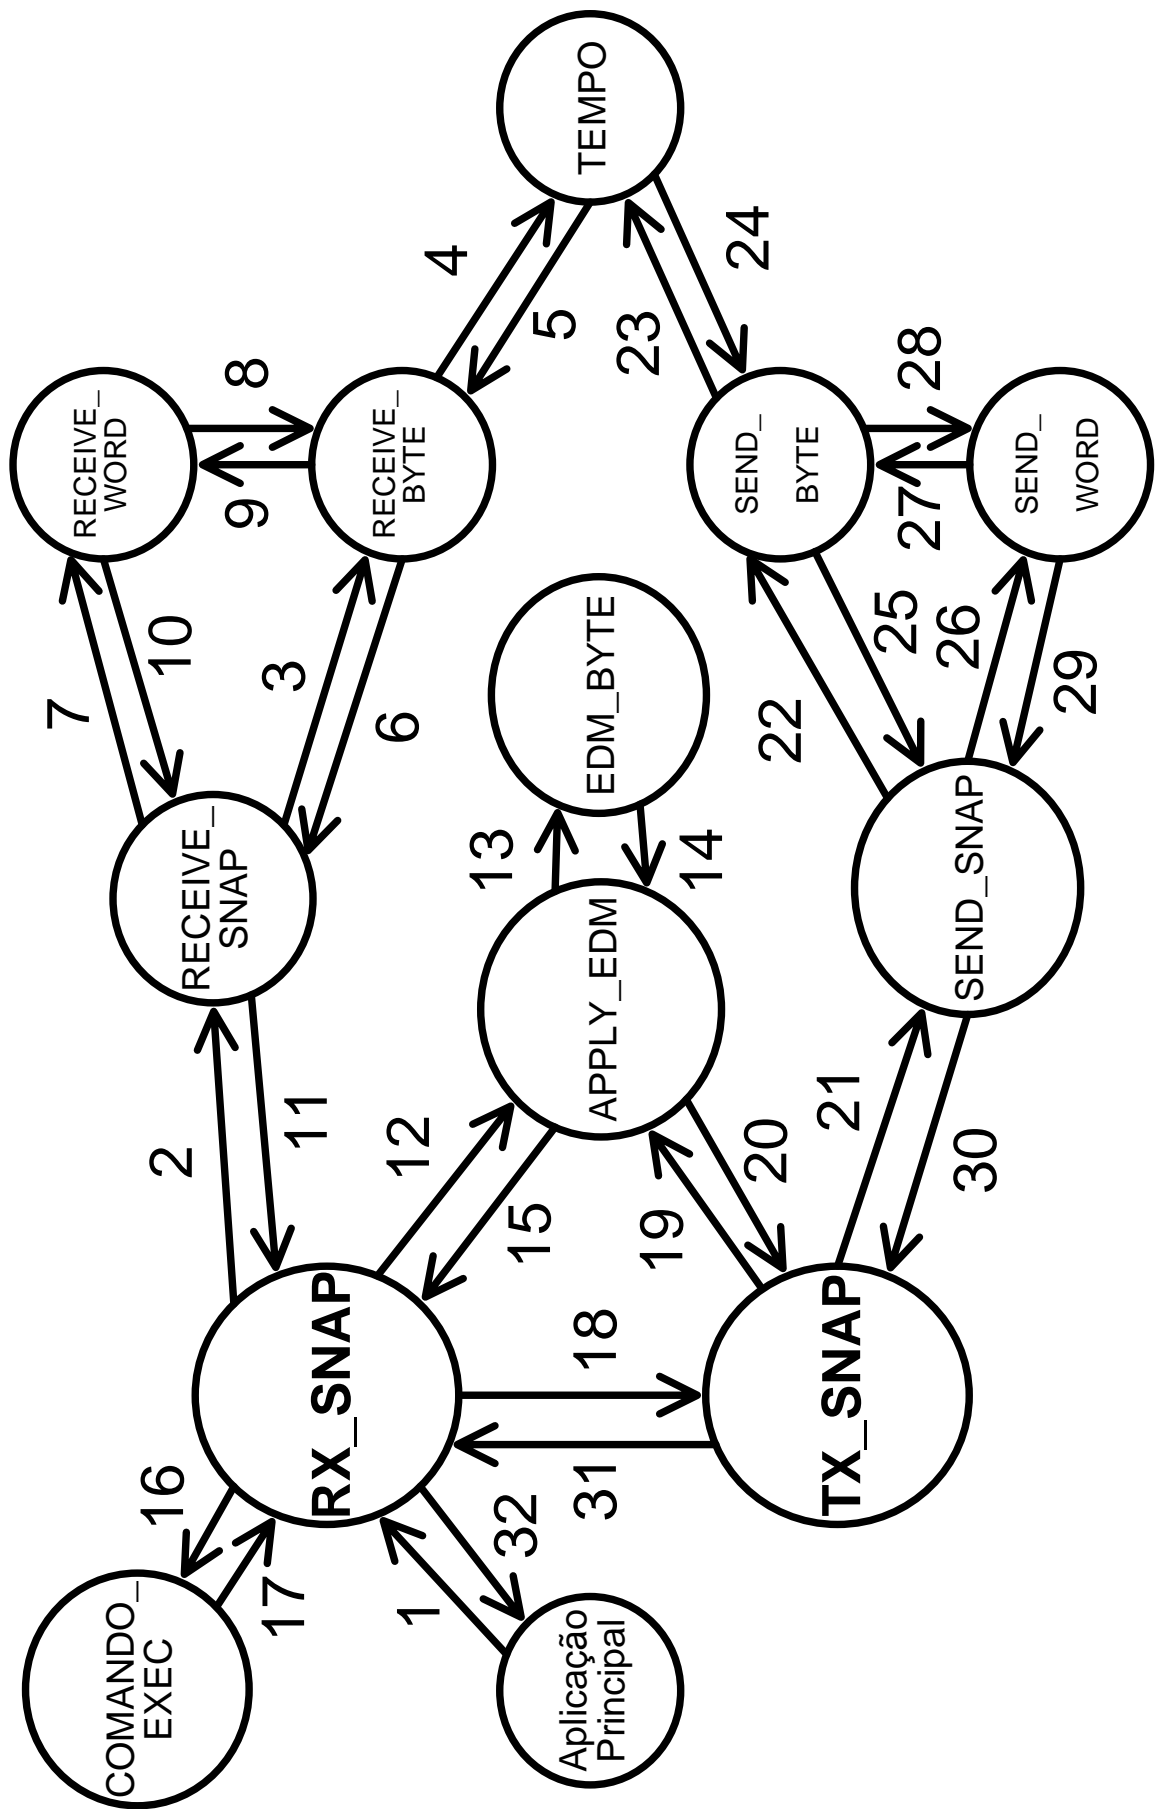 COMANDO_
EXEC
16
17
Aplicação
Principal
1
32
RX_SNAP
2
11
12
15
18
31
TX_SNAP
19
20
21
30
RECEIVE_
SNAP
7
10
3
6
APPLY_EDM
13
14
EDM_BYTE
SEND_SNAP
22
25
26
29
RECEIVE_
WORD
9
8
RECEIVE_
BYTE
4
5
SEND_
BYTE
23
24
27
28
SEND_
WORD
TEMPO